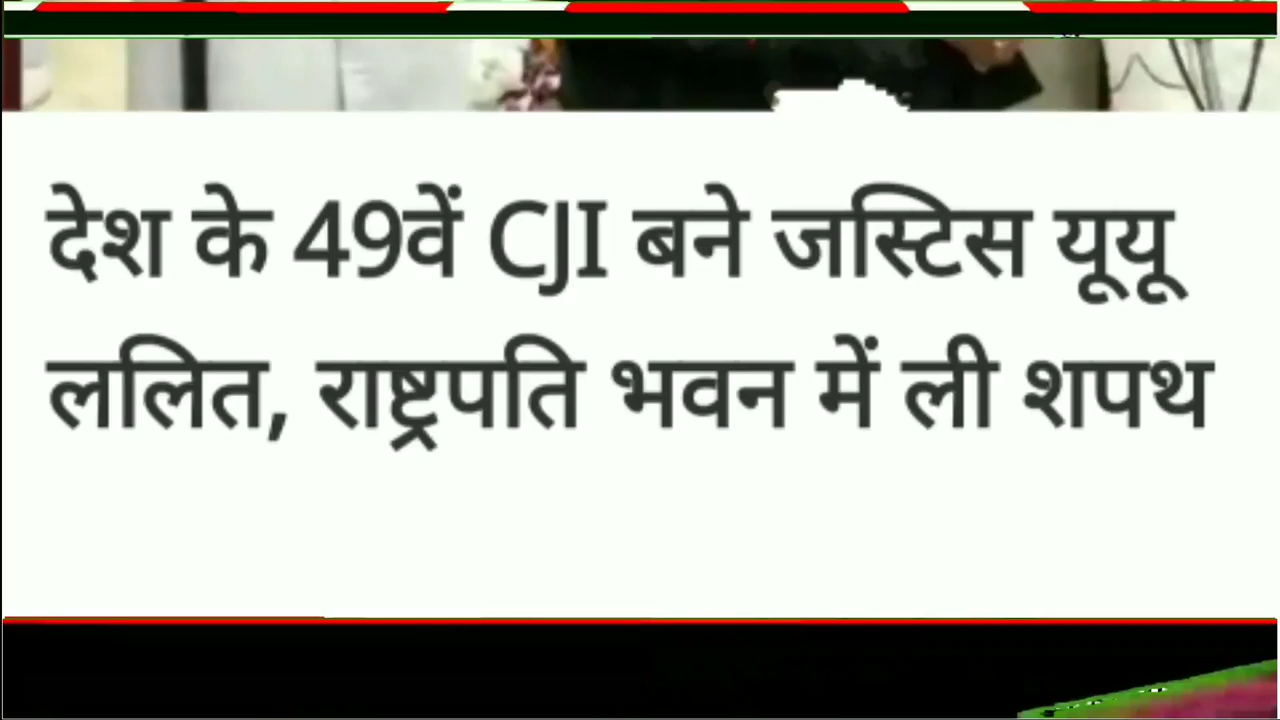 देश के 49वें CJI बने जस्टिस यूयू
ललित, राष्ट्रपति भवन में ली शपथ